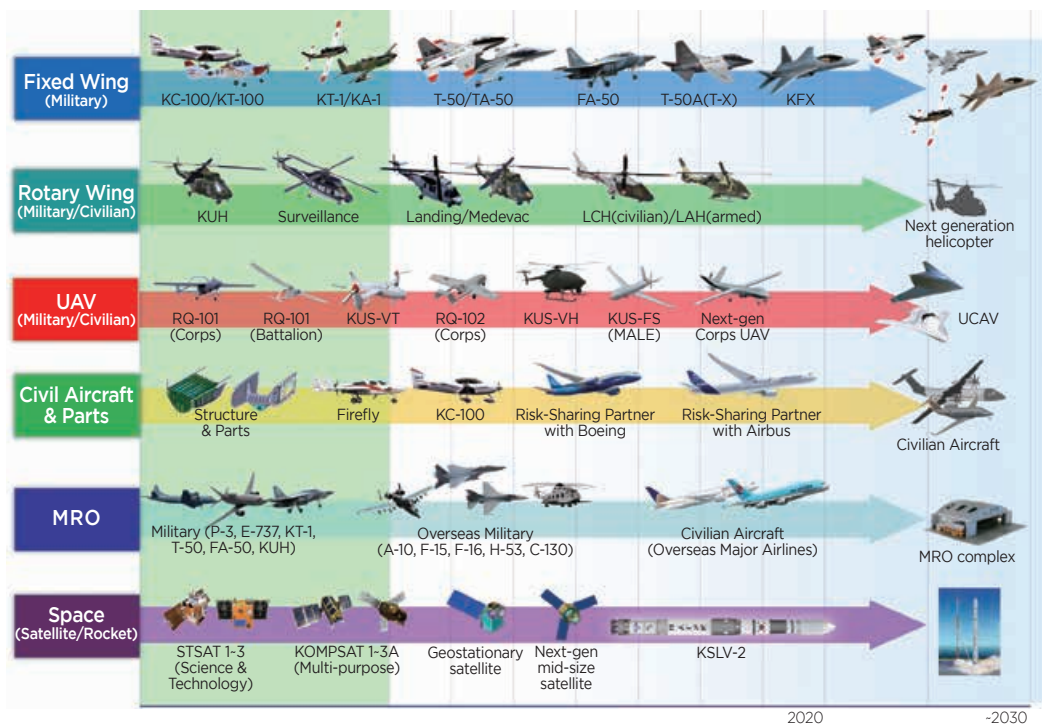 Fixed Wing
(Military)
KC-100/KT-100
KT-1/KA-1
T-50/TA-50
FA-50
T-50A(T-X)
KFX
Rotary Wing
(Military/Civilian)
KUH
Surveillance
Landing/Medevac
LCH(civilian)/LAH(armed)
Next generation
helicopter
UAV
(Military/Civilian)
RQ-101
(Corps)
RQ-101
(Battalion)
KUS-VT
RQ-102
(Corps)
KUS-VH
KUS-FS
(MALE)
Next-gen
Corps UAV
UCAV
Civil Aircraft
& Parts
Structure
& Parts
Firefly
KC-100
Risk-Sharing Partner
with Boeing
Risk-Sharing Partner
with Airbus
Civilian Aircraft
MRO
Military (P-3, E-737, KT-1,
T-50, FA-50, KUH)
Overseas Military
(A-10, F-15, F-16, H-53, C-130)
Civilian Aircraft
(Overseas Major Airlines)
MRO complex
Space
(Satellite/Rocket)
STSAT 1-3
(Science &
Technology)
KOMPSAT 1-3A
(Multi-purpose)
Geostationary
satellite
Next-gen
mid-size
satellite
KSLV-2
2020
-2030